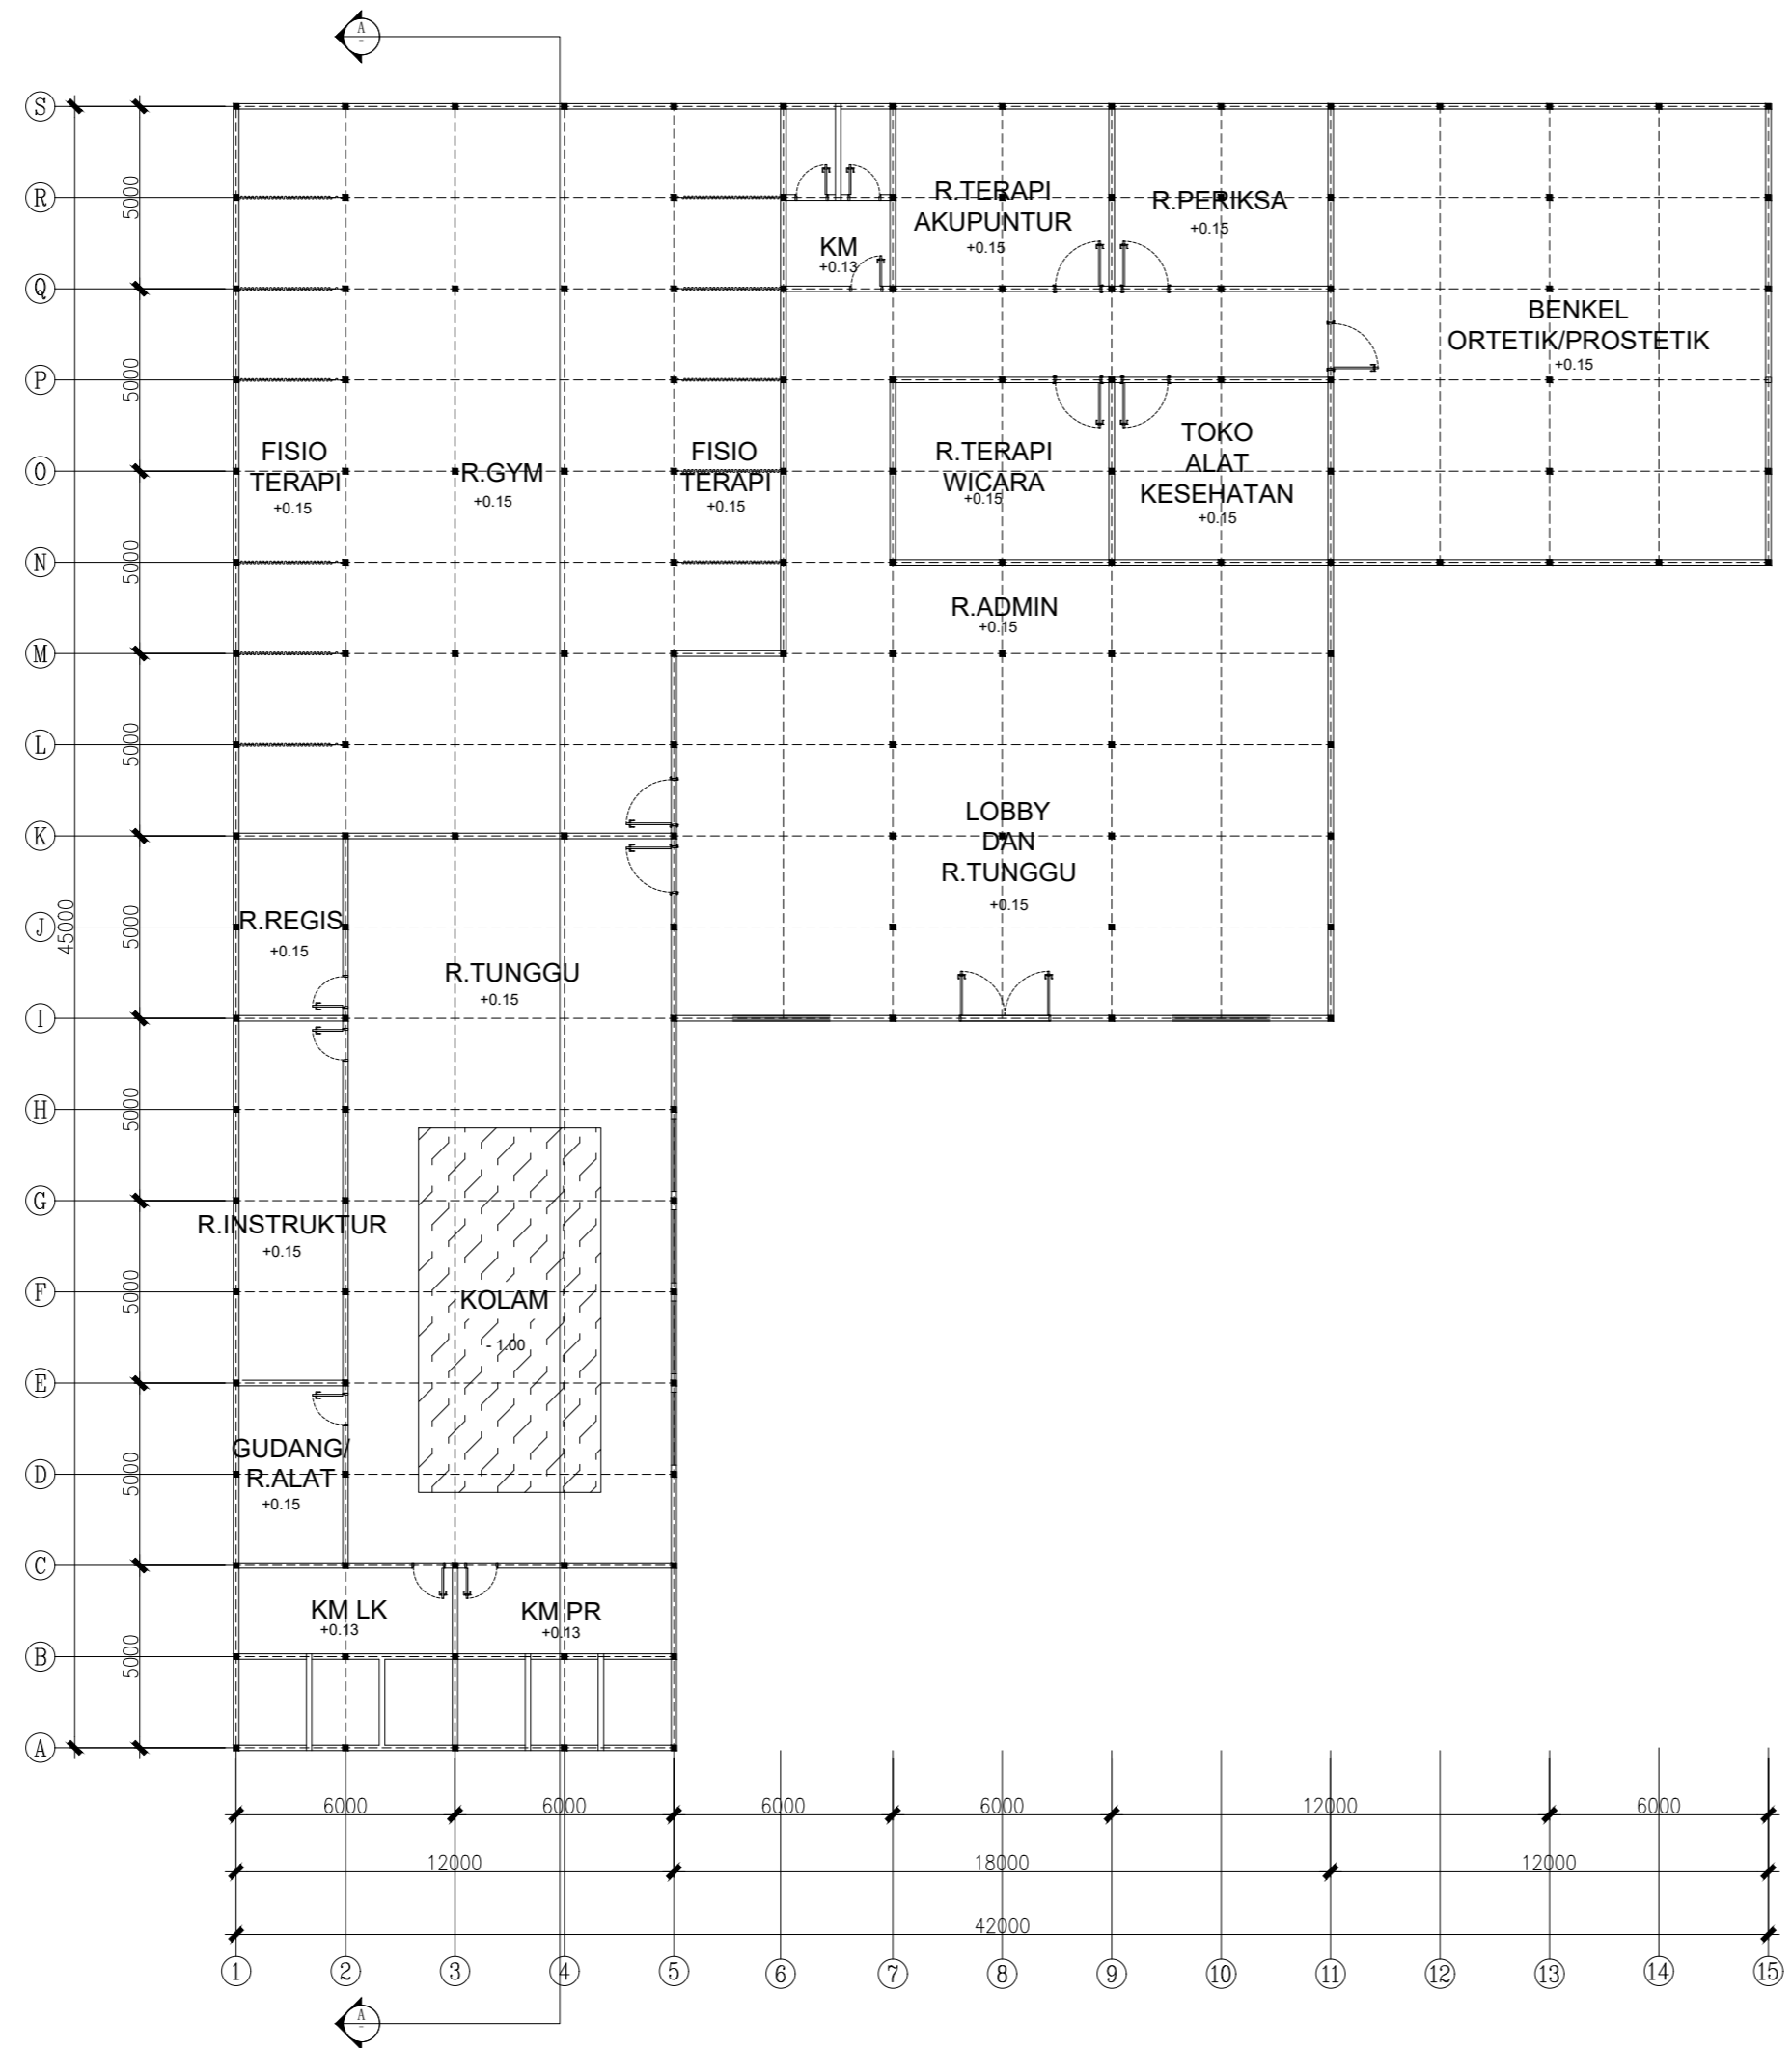 A
-
S
R
Q
P
O
N
M
L
K
J
I
H
G
F
E
D
C
B
A
45000
5000
5000
5000
5000
5000
5000
5000
5000
5000
R.TERAPI
AKUPUNTUR
+0.15
R.PERIKSA
+0.15
KM
+0.13
BENKEL
ORTETIK/PROSTETIK
+0.15
FISIO
TERAPI
+0.15
R.GYM
+0.15
FISIO
TERAPI
+0.15
R.TERAPI
WICARA
+0.15
TOKO
ALAT
KESEHATAN
+0.15
R.ADMIN
+0.15
LOBBY
DAN
R.TUNGGU
+0.15
R.REGIS
+0.15
R.TUNGGU
+0.15
R.INSTRUKTUR
+0.15
KOLAM
- 1.00
GUDANG/
R.ALAT
+0.15
KM LK
+0.13
KM PR
+0.13
6000
6000
6000
6000
12000
6000
12000
18000
12000
42000
1
2
3
4
5
6
7
8
9
10
11
12
13
14
15
A
-